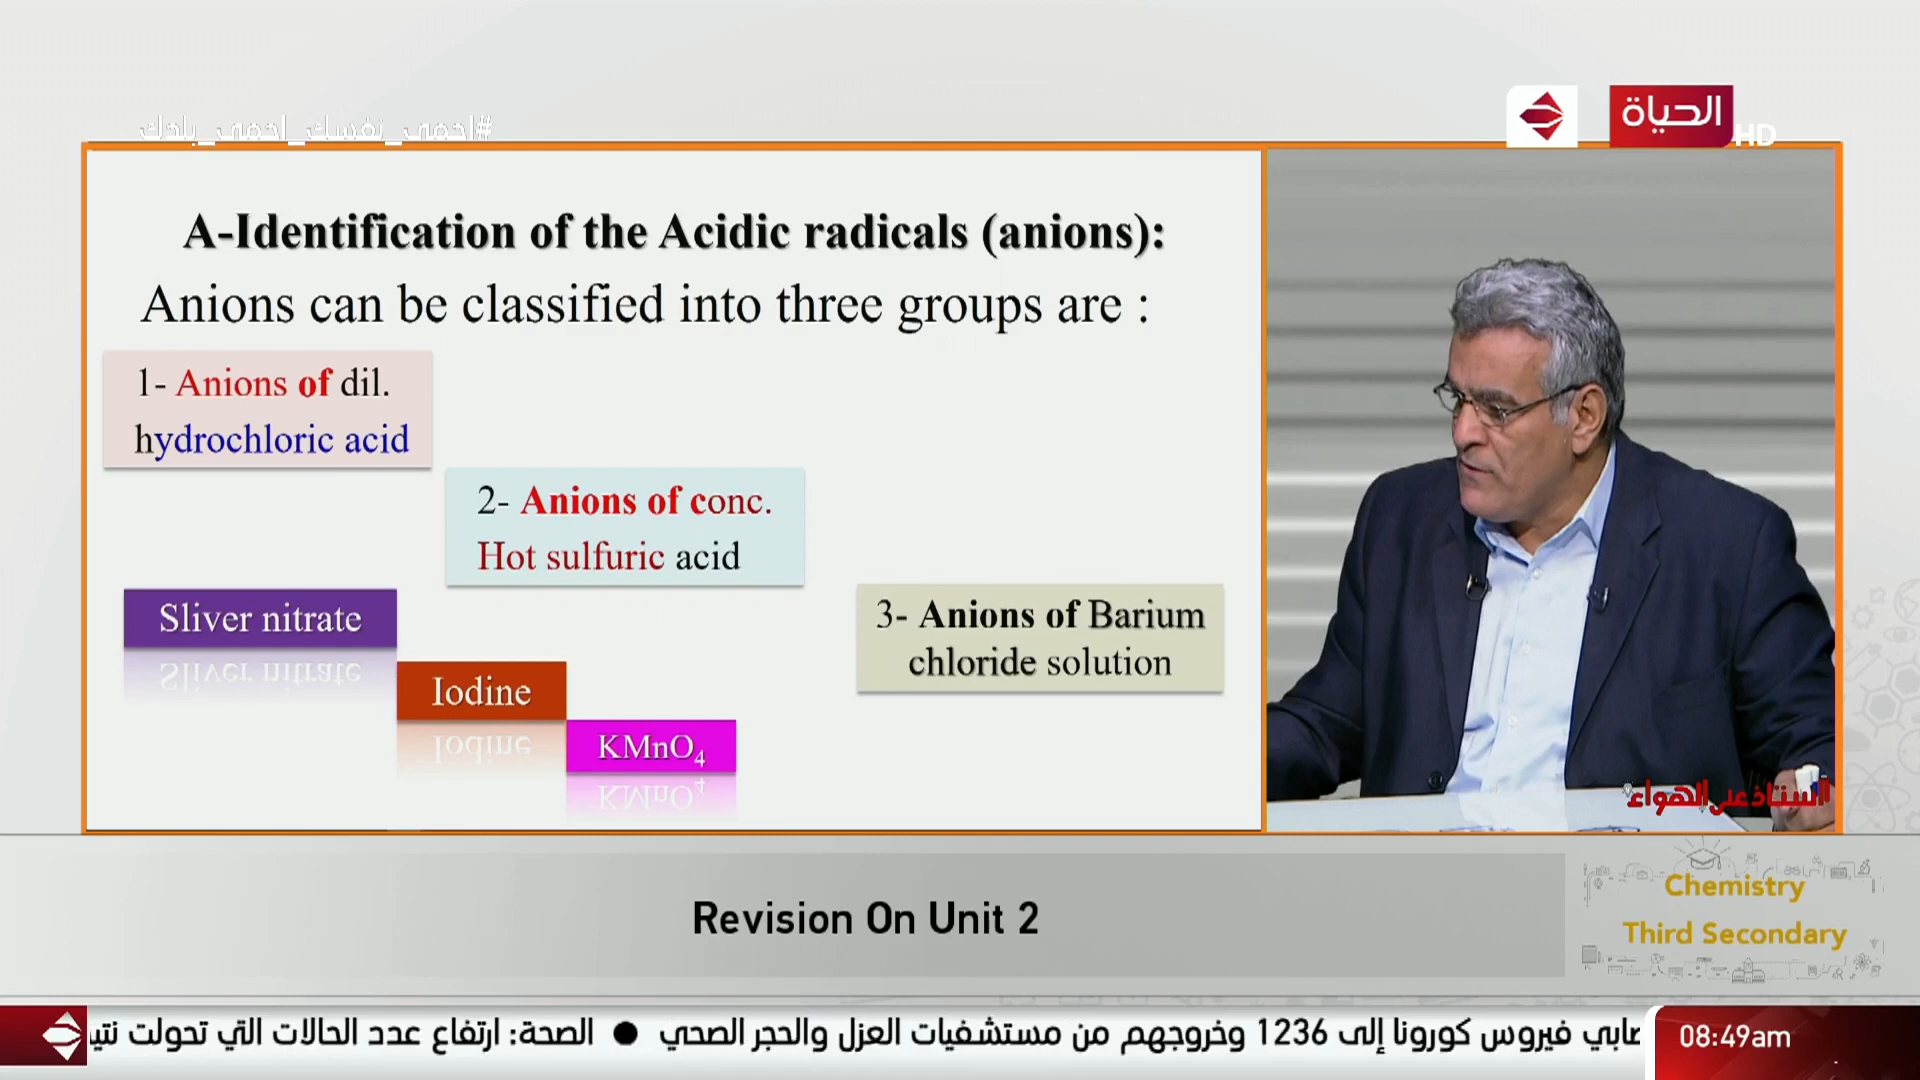 #احمي_نفسك_احمي_بلدك
الحياة
HD
A-Identification of the Acidic radicals (anions):
Anions can be classified into three groups are :
1- Anions of dil.
hydrochloric acid
2- Anions of conc.
Hot sulfuric acid
3- Anions of Barium
chloride solution
Sliver nitrate
Iodine
KMnO₄
أستاذ على الهواء
Revision On Unit 2
Chemistry
Third Secondary
صابي فيروس كورونا إلى 1236 وخروجهم من مستشفيات العزل والحجر الصحي ● الصحة: ارتفاع عدد الحالات التي تحولت نتي
08:49am